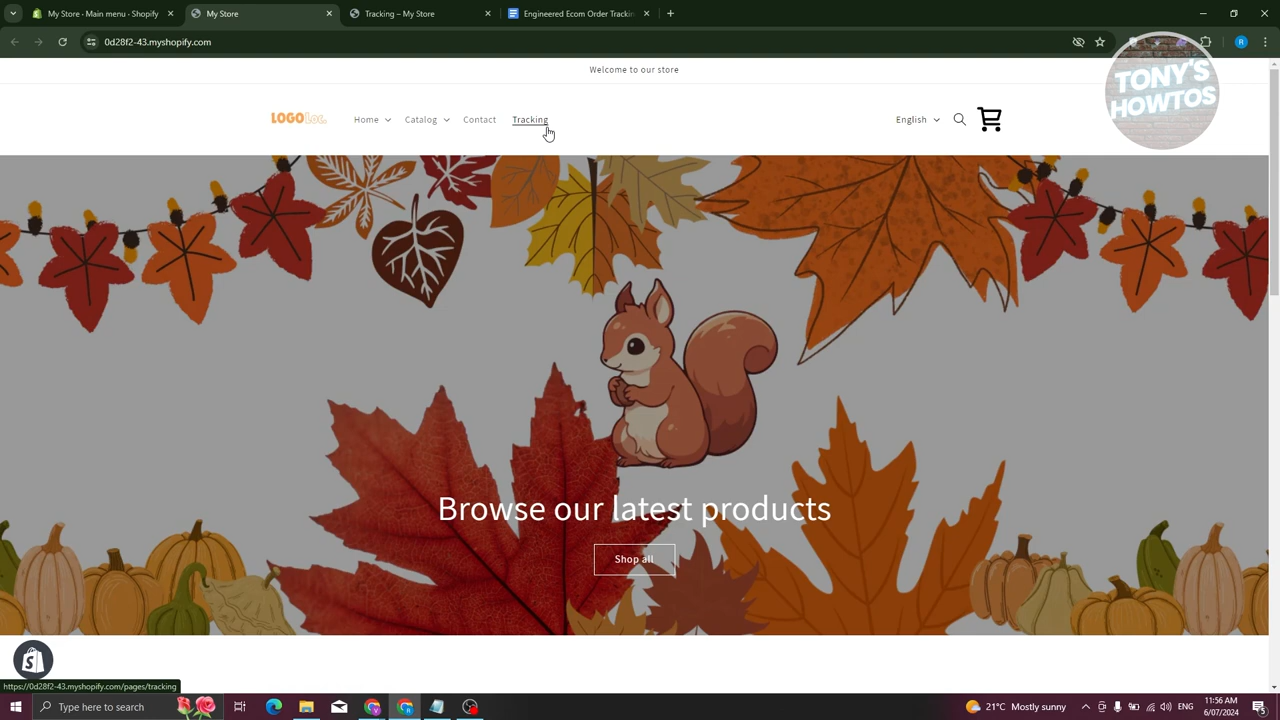 My Store · Main menu · Shopify
My Store
Tracking – My Store
Engineered Ecom Order Trackin
0d28f2-43.myshopify.com
R
TONY'S
HOWTOS
Welcome to our store
LOGO Loc.
Home
Catalog
Contact
Tracking
English
Browse our latest products
Shop all
https://0d28f2-43.myshopify.com/pages/tracking
Type here to search
21°C Mostly sunny
ENG
11:56 AM
6/07/2024